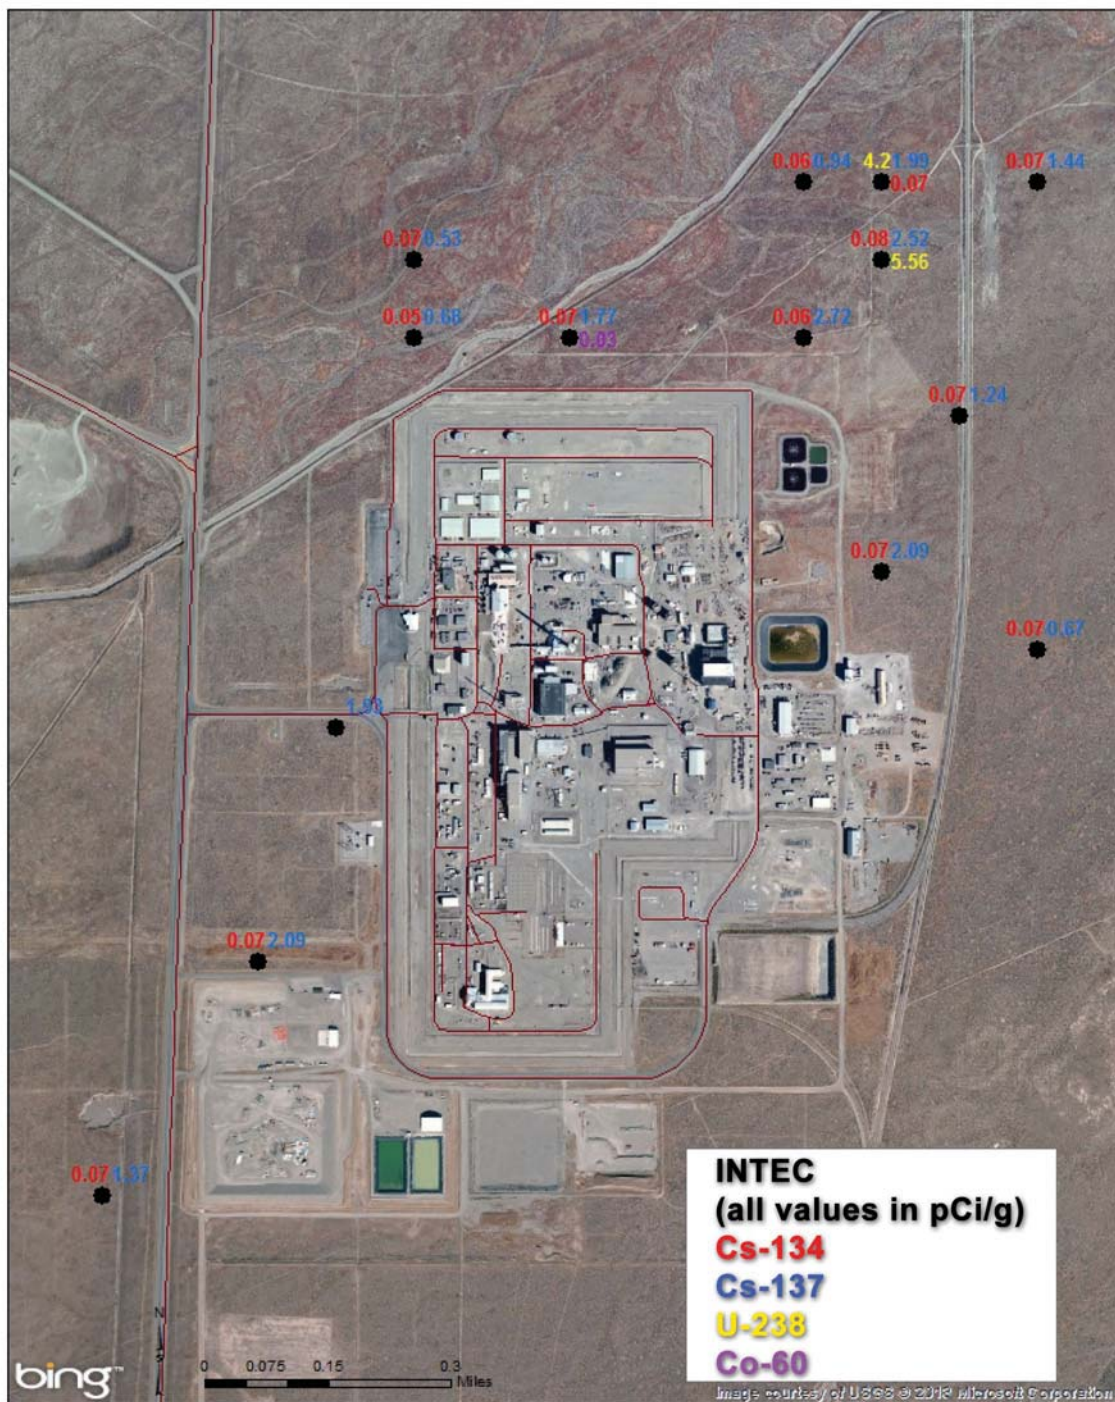 0.06 0.94
4.2 1.99
0.07
0.07 1.44
0.07 0.53
0.08 2.52
5.56
0.05 0.68
0.07 1.77
0.03
0.06 2.72
0.07 1.24
0.07 2.09
0.07 0.67
0.07 2.09
0.07 1.37
INTEC
(all values in pCi/g)
Cs-134
Cs-137
U-238
Co-60
N
bing™
0 0.075 0.15 0.3
Miles
Image courtesy of USGS © 2013 Microsoft Corporation